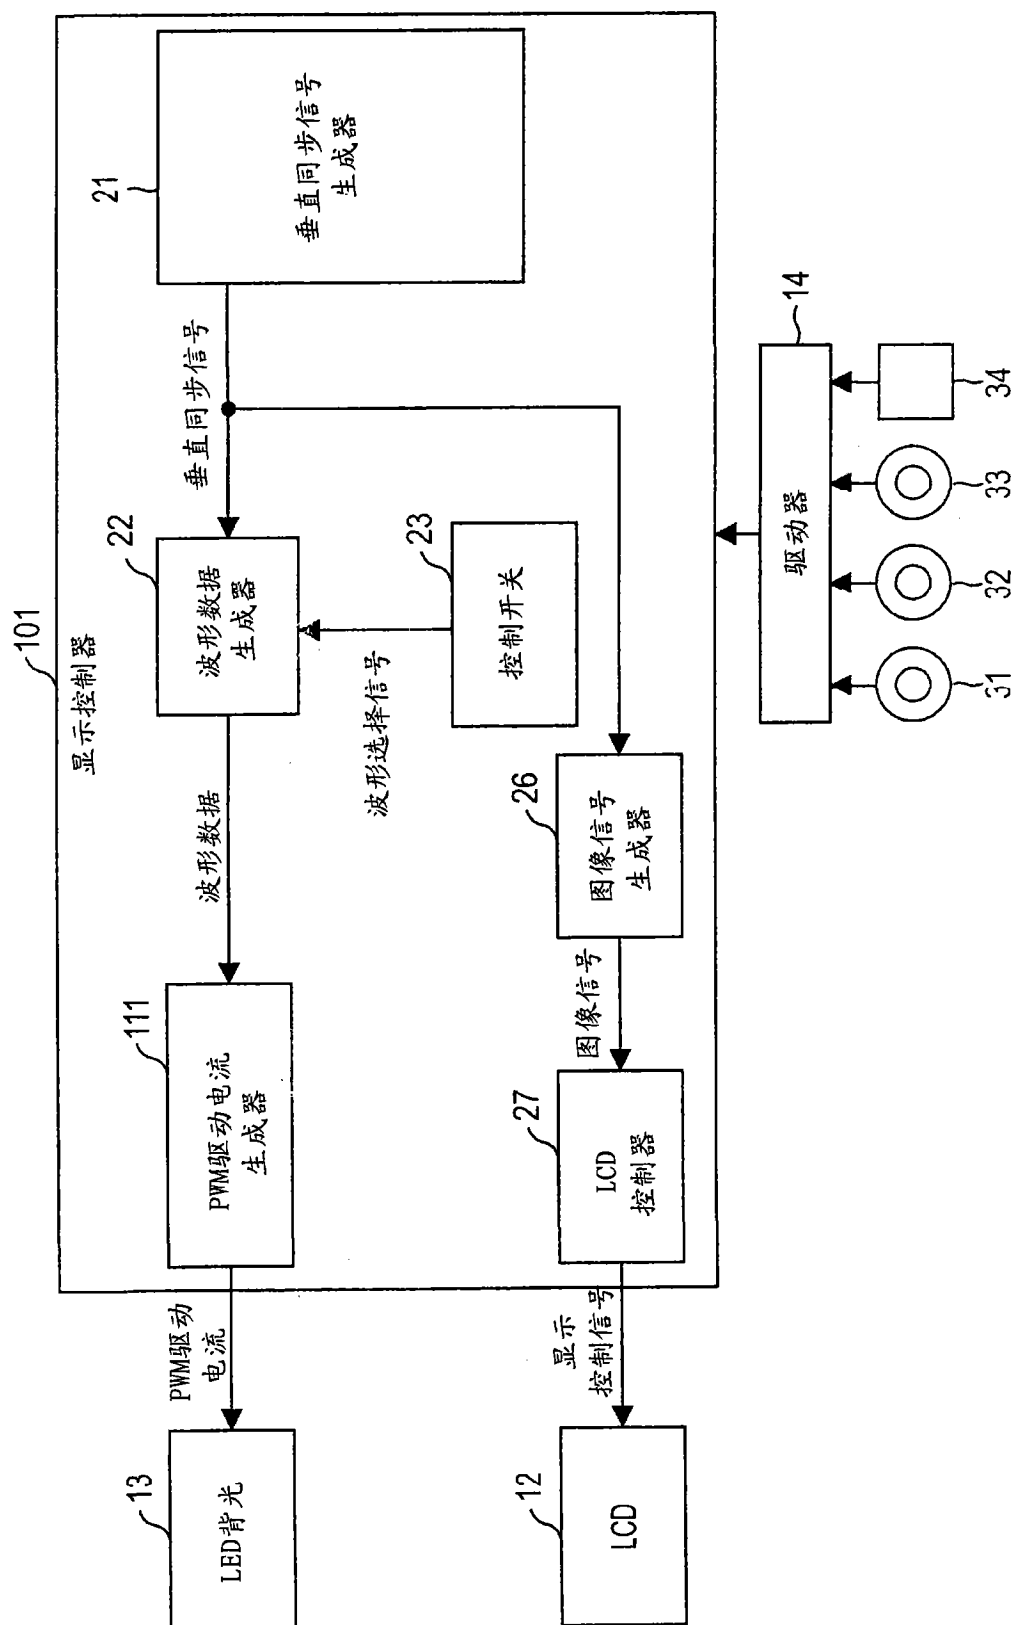 101
显示控制器
13
LED背光
PWM驱动
电流
111
PWM驱动电流
生成器
波形数据
22
波形数据
生成器
垂直同步信号
21
垂直同步信号
生成器
波形选择信号
23
控制开关
12
LCD
显示
控制信号
27
LCD
控制器
图像信号
26
图像信号
生成器
14
驱动器
31
32
33
34